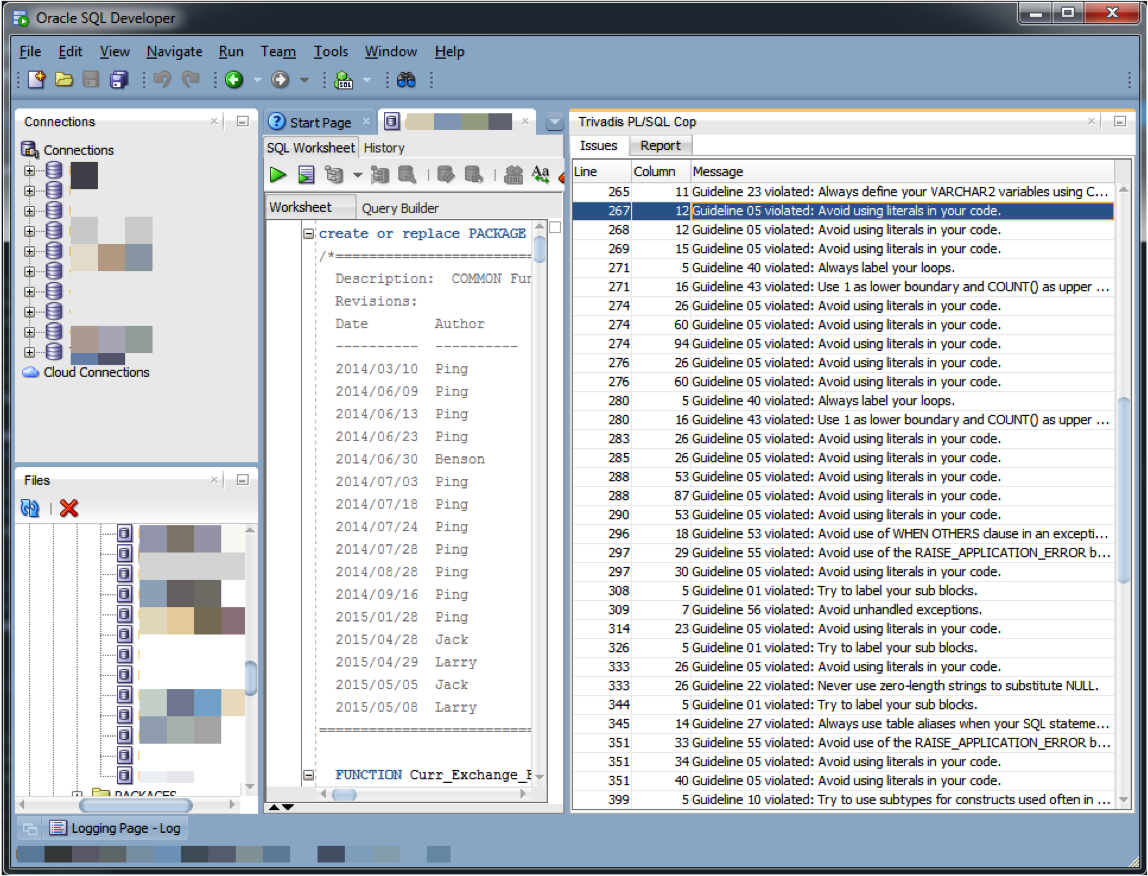 Oracle SQL Developer
File Edit View Navigate Run Team Tools Window Help
SQL
Connections
Connections
Cloud Connections
Files
PACKAGES
Start Page
SQL Worksheet History
Aa
Worksheet Query Builder
create or replace PACKAGE
/*========================
Description: COMMON Fun
Revisions:
Date Author
---------- ----------
2014/03/10 Ping
2014/06/09 Ping
2014/06/13 Ping
2014/06/23 Ping
2014/06/30 Benson
2014/07/03 Ping
2014/07/18 Ping
2014/07/24 Ping
2014/07/28 Ping
2014/08/28 Ping
2014/09/16 Ping
2015/01/28 Ping
2015/04/28 Jack
2015/04/29 Larry
2015/05/05 Jack
2015/05/08 Larry
==========================
FUNCTION Curr_Exchange_
Trivadis PL/SQL Cop
Issues Report
Line Column Message
265 11 Guideline 23 violated: Always define your VARCHAR2 variables using C...
267 12 Guideline 05 violated: Avoid using literals in your code.
268 12 Guideline 05 violated: Avoid using literals in your code.
269 15 Guideline 05 violated: Avoid using literals in your code.
271 5 Guideline 40 violated: Always label your loops.
271 16 Guideline 43 violated: Use 1 as lower boundary and COUNT() as upper ...
274 26 Guideline 05 violated: Avoid using literals in your code.
274 60 Guideline 05 violated: Avoid using literals in your code.
274 94 Guideline 05 violated: Avoid using literals in your code.
276 26 Guideline 05 violated: Avoid using literals in your code.
276 60 Guideline 05 violated: Avoid using literals in your code.
280 5 Guideline 40 violated: Always label your loops.
280 16 Guideline 43 violated: Use 1 as lower boundary and COUNT() as upper ...
283 26 Guideline 05 violated: Avoid using literals in your code.
285 26 Guideline 05 violated: Avoid using literals in your code.
288 53 Guideline 05 violated: Avoid using literals in your code.
288 87 Guideline 05 violated: Avoid using literals in your code.
290 53 Guideline 05 violated: Avoid using literals in your code.
296 18 Guideline 53 violated: Avoid use of WHEN OTHERS clause in an excepti...
297 29 Guideline 55 violated: Avoid use of the RAISE_APPLICATION_ERROR b...
297 30 Guideline 05 violated: Avoid using literals in your code.
308 5 Guideline 01 violated: Try to label your sub blocks.
309 7 Guideline 56 violated: Avoid unhandled exceptions.
314 23 Guideline 05 violated: Avoid using literals in your code.
326 5 Guideline 01 violated: Try to label your sub blocks.
333 26 Guideline 05 violated: Avoid using literals in your code.
333 26 Guideline 22 violated: Never use zero-length strings to substitute NULL.
344 5 Guideline 01 violated: Try to label your sub blocks.
345 14 Guideline 27 violated: Always use table aliases when your SQL stateme...
351 33 Guideline 55 violated: Avoid use of the RAISE_APPLICATION_ERROR b...
351 34 Guideline 05 violated: Avoid using literals in your code.
351 40 Guideline 05 violated: Avoid using literals in your code.
399 5 Guideline 10 violated: Try to use subtypes for constructs used often in ...
Logging Page - Log